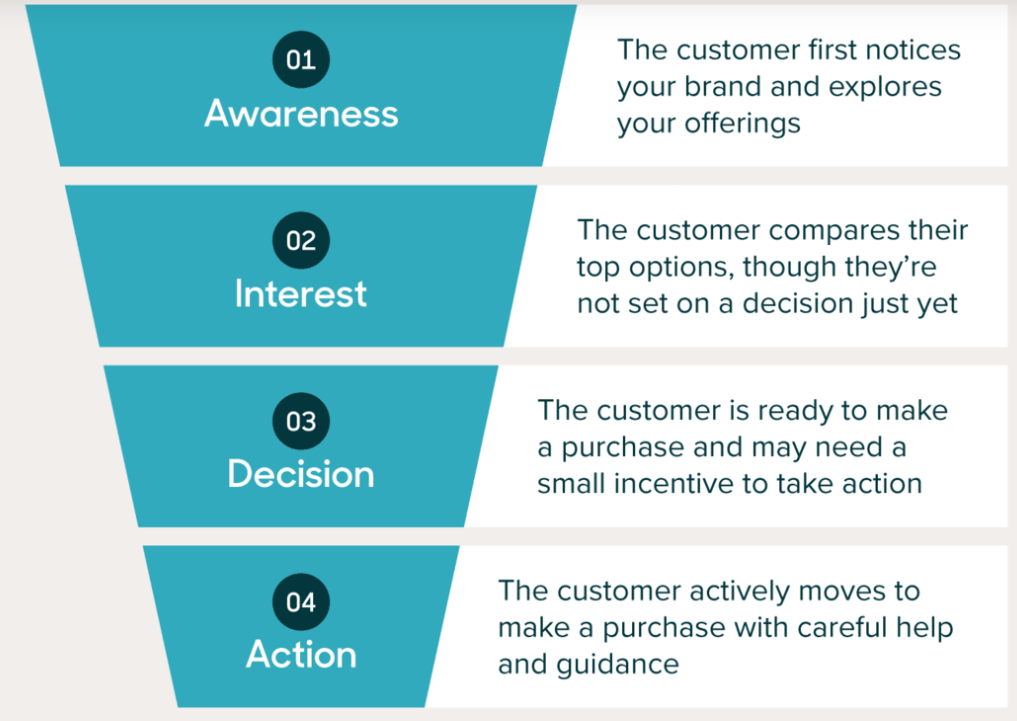 01
Awareness
The customer first notices
your brand and explores
your offerings
02
Interest
The customer compares their
top options, though they’re
not set on a decision just yet
03
Decision
The customer is ready to make
a purchase and may need a
small incentive to take action
04
Action
The customer actively moves to
make a purchase with careful help
and guidance